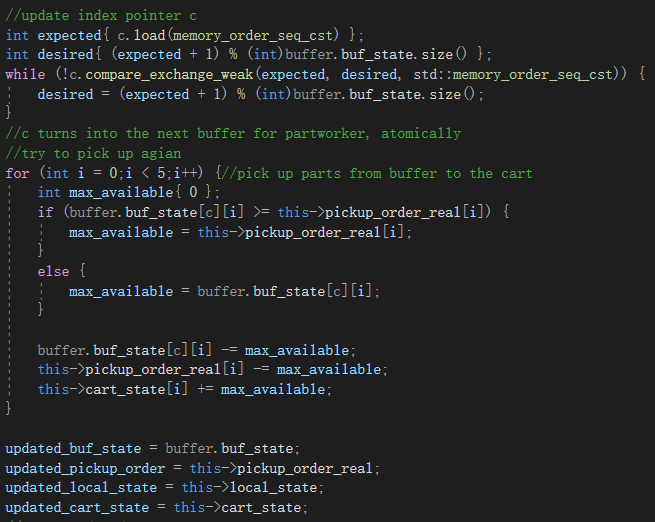 //update index pointer c
int expected{ c.load(memory_order_seq_cst) };
int desired{ (expected + 1) % (int)buffer.buf_state.size() };
while (!c.compare_exchange_weak(expected, desired, std::memory_order_seq_cst)) {
    desired = (expected + 1) % (int)buffer.buf_state.size();
}
//c turns into the next buffer for partworker, atomically
//try to pick up agian
for (int i = 0;i < 5;i++) {//pick up parts from buffer to the cart
    int max_available{ 0 };
    if (buffer.buf_state[c][i] >= this->pickup_order_real[i]) {
        max_available = this->pickup_order_real[i];
    }
    else {
        max_available = buffer.buf_state[c][i];
    }

    buffer.buf_state[c][i] -= max_available;
    this->pickup_order_real[i] -= max_available;
    this->cart_state[i] += max_available;
}

updated_buf_state = buffer.buf_state;
updated_pickup_order = this->pickup_order_real;
updated_local_state = this->local_state;
updated_cart_state = this->cart_state;